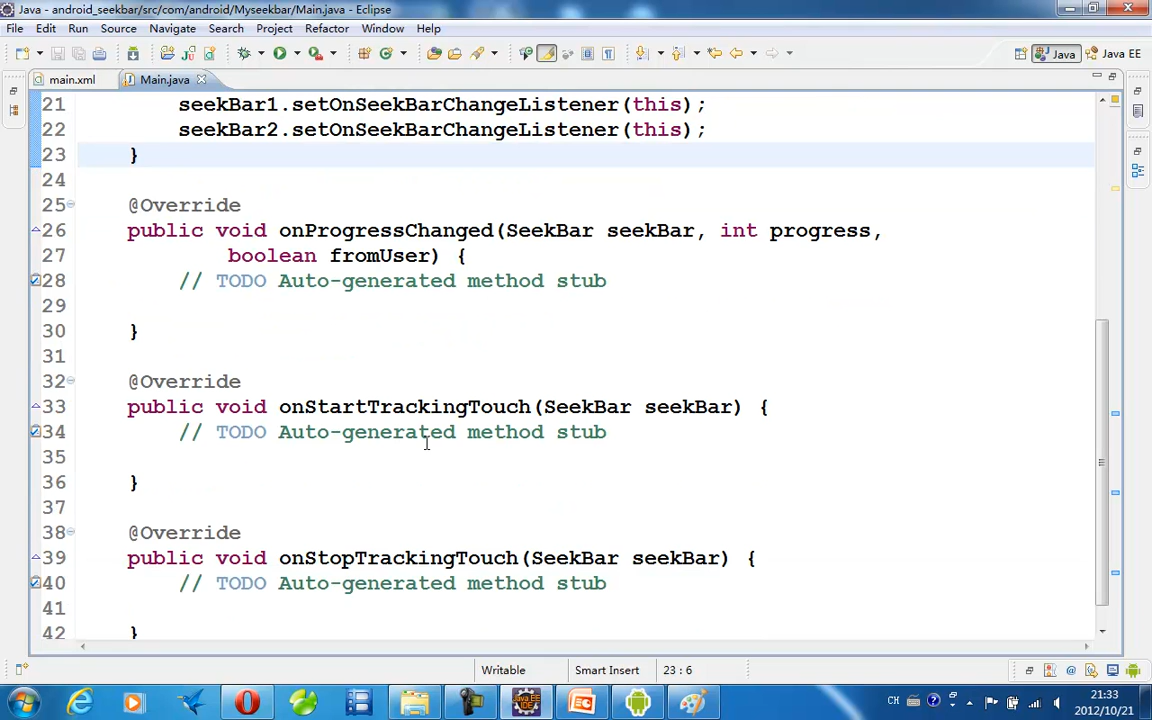 Java - android_seekbar/src/com/android/Myseekbar/Main.java - Eclipse
File Edit Run Source Navigate Search Project Refactor Window Help
Java Java EE
main.xml Main.java
21 seekBar1.setOnSeekBarChangeListener(this);
22 seekBar2.setOnSeekBarChangeListener(this);
23 }
24
25 @Override
26 public void onProgressChanged(SeekBar seekBar, int progress,
27 boolean fromUser) {
28 // TODO Auto-generated method stub
29
30 }
31
32 @Override
33 public void onStartTrackingTouch(SeekBar seekBar) {
34 // TODO Auto-generated method stub
35
36 }
37
38 @Override
39 public void onStopTrackingTouch(SeekBar seekBar) {
40 // TODO Auto-generated method stub
41
42 }
Writable Smart Insert 23 : 6
CH 21:33
2012/10/21